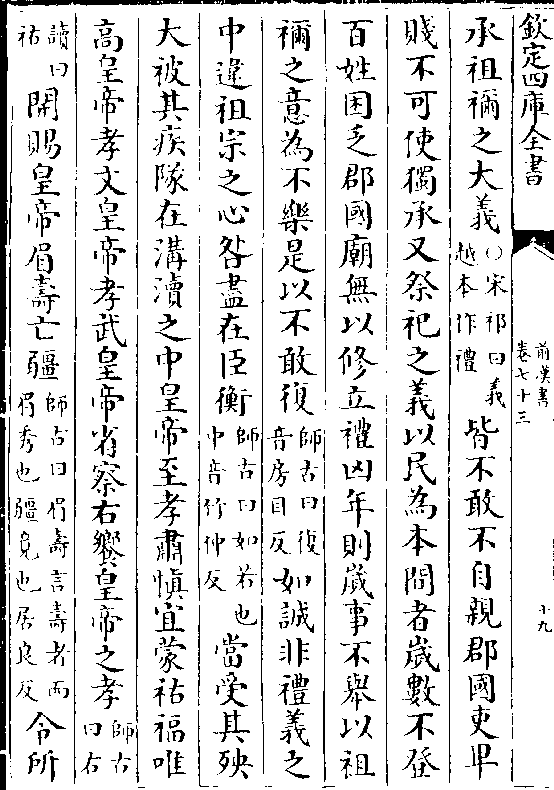 欽定四庫全書
前漢書
卷七十三
十九
承祖禰之大義○宋祁曰義越本作禮皆不敢不自親郡國吏卑
賤不可使獨承又祭祀之義以民為本間者歲數不登
百姓困乏郡國廟無以修立禮凶年則歲事不舉以祖
禰之意為不樂是以不敢復師古曰復音房目反如誠非禮義之
中違祖宗之心咎盡在臣衡師古曰如若也中音竹仲反當受其殃
大被其疾隊在溝瀆之中皇帝至孝肅慎宜蒙祐福唯
高皇帝孝文皇帝孝武皇帝省察右饗皇帝之孝師古曰右
讀曰祐開賜皇帝眉壽亡疆師古曰眉壽言壽考而眉秀也疆竟也居良反令所